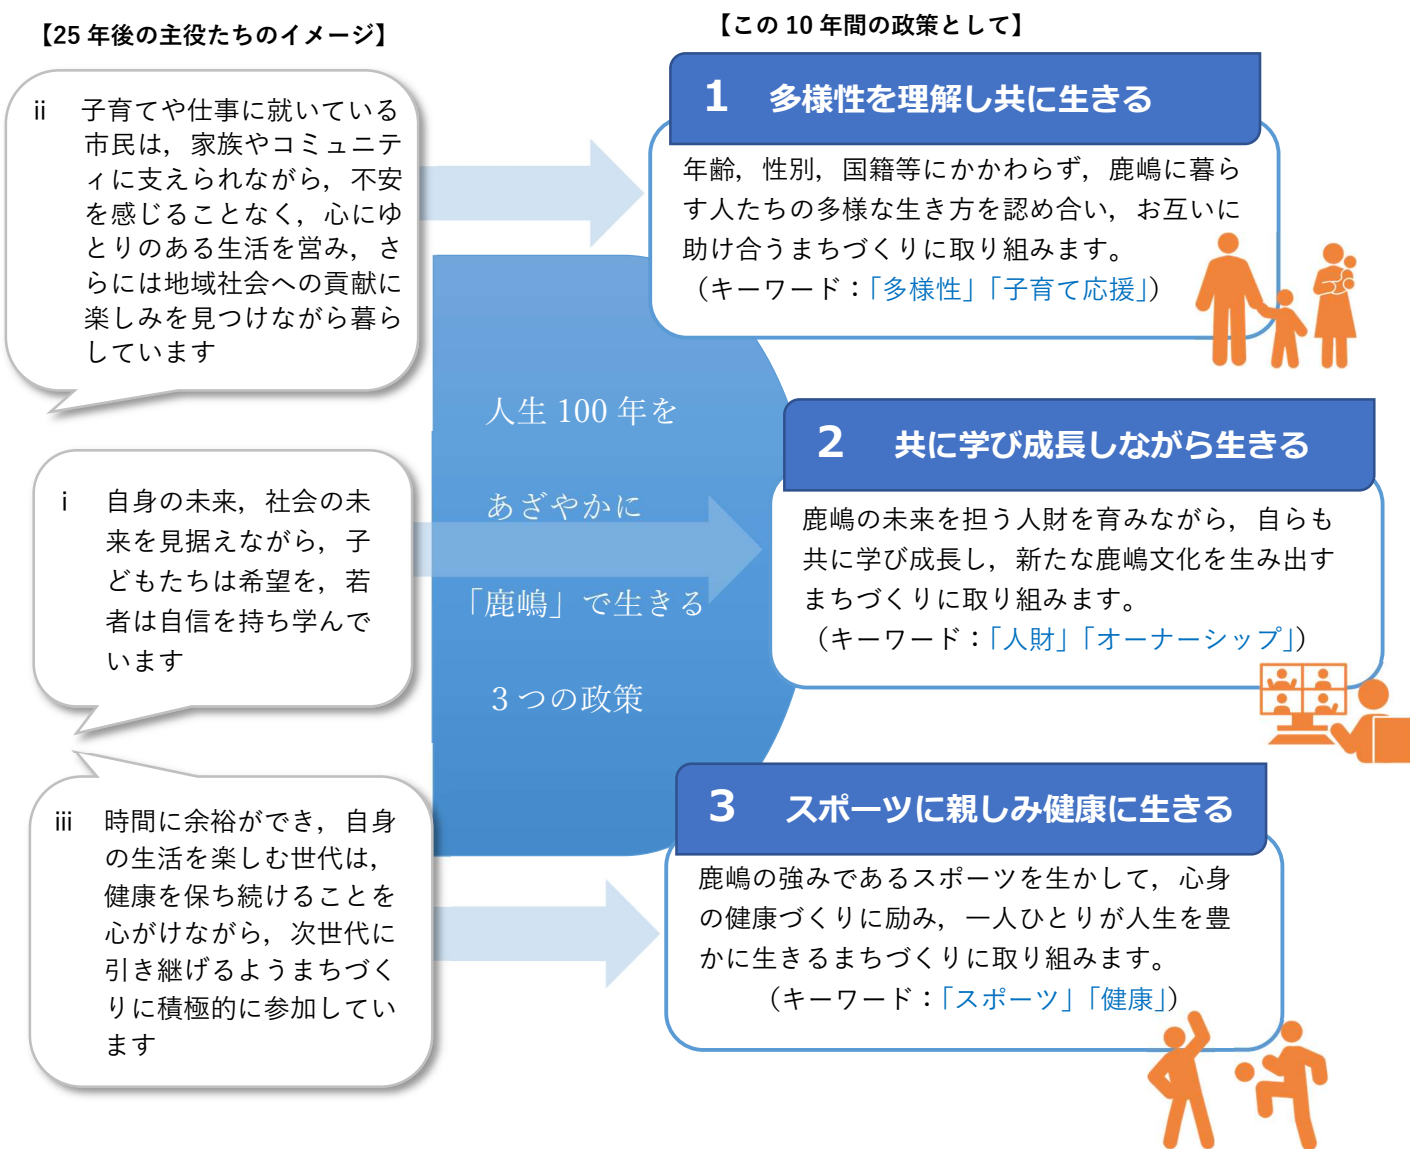 【25 年後の主役たちのイメージ】
ⅱ 子育てや仕事に就いている
市民は，家族やコミュニテ
ィに支えられながら，不安
を感じることなく，心にゆ
とりのある生活を営み，さ
らには地域社会への貢献に
楽しみを見つけながら暮ら
しています
ⅰ 自身の未来，社会の未
来を見据えながら，子
どもたちは希望を，若
者は自信を持ち学んで
います
ⅲ 時間に余裕ができ，自身
の生活を楽しむ世代は，
健康を保ち続けることを
心がけながら，次世代に
引き継げるようまちづく
りに積極的に参加してい
ます
人生 100 年を
あざやかに
「鹿嶋」で生きる
３つの政策
【この 10 年間の政策として】
1 多様性を理解し共に生きる
年齢，性別，国籍等にかかわらず，鹿嶋に暮ら
す人たちの多様な生き方を認め合い，お互いに
助け合うまちづくりに取り組みます。
（キーワード：「多様性」「子育て応援」）
2 共に学び成長しながら生きる
鹿嶋の未来を担う人財を育みながら，自らも
共に学び成長し，新たな鹿嶋文化を生み出す
まちづくりに取り組みます。
（キーワード：「人財」「オーナーシップ」）
3 スポーツに親しみ健康に生きる
鹿嶋の強みであるスポーツを生かして，心身
の健康づくりに励み，一人ひとりが人生を豊
かに生きるまちづくりに取り組みます。
（キーワード：「スポーツ」「健康」）